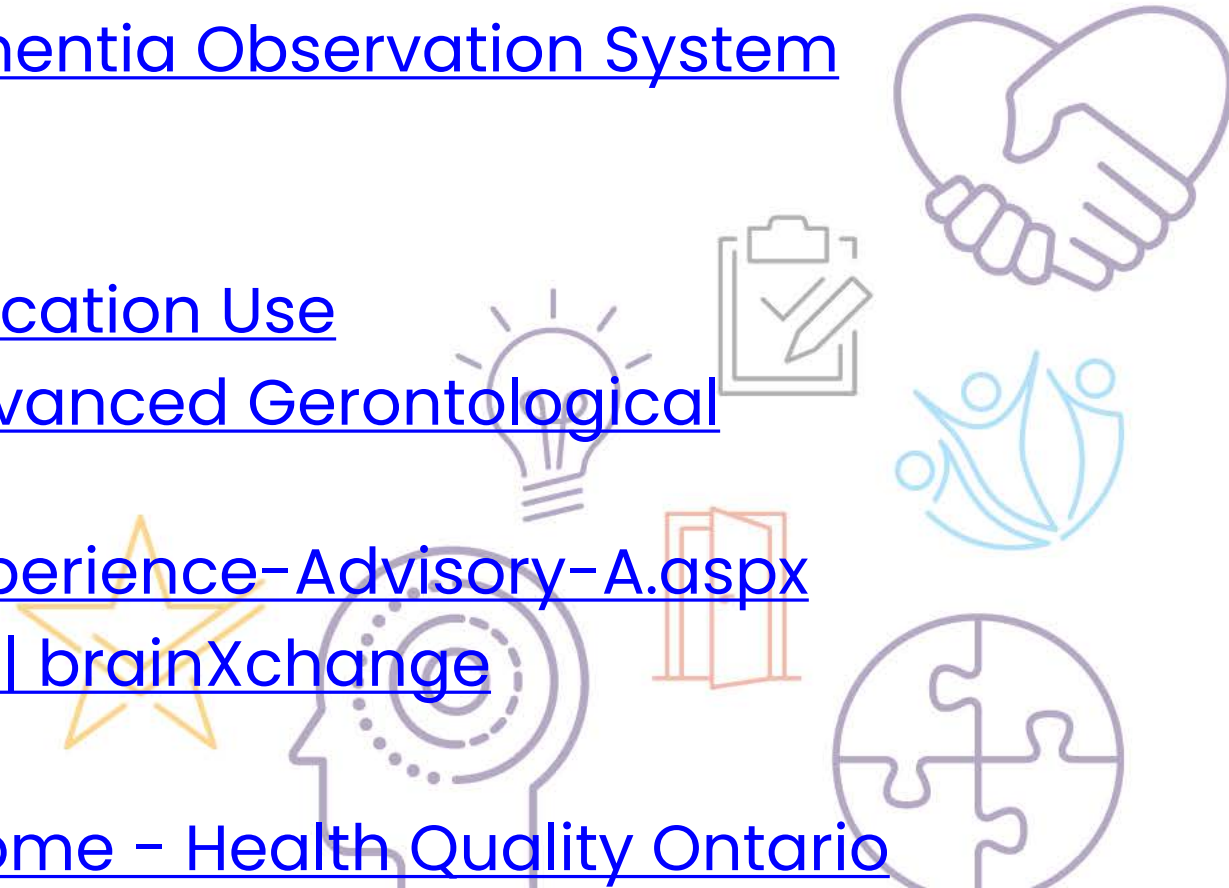 nentia Observation System
cation Use
vanced Gerontological
perience-Advisory-A.aspx
| brainXchange
ome - Health Quality Ontario